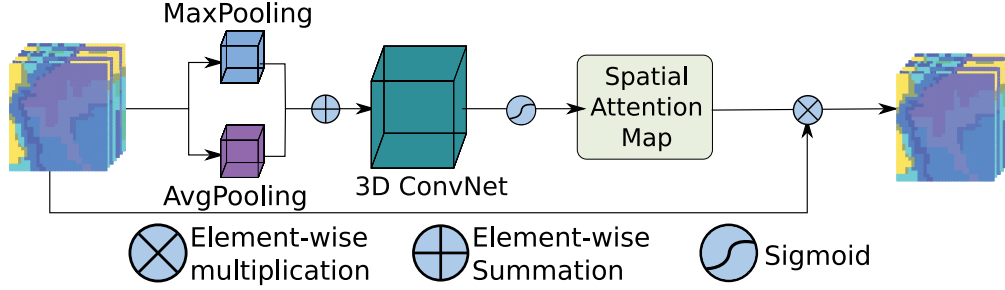 MaxPooling
AvgPooling
3D ConvNet
Spatial
Attention
Map
Element-wise
multiplication
Element-wise
Summation
Sigmoid